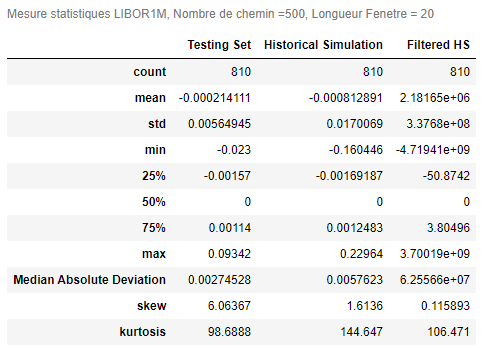 Mesure statistiques LIBOR1M, Nombre de chemin =500, Longueur Fenetre = 20
Testing Set Historical Simulation Filtered HS
count 810 810 810
mean -0.000214111 -0.000812891 2.18165e+06
std 0.00564945 0.0170069 3.3768e+08
min -0.023 -0.160446 -4.71941e+09
25% -0.00157 -0.00169187 -50.8742
50% 0 0 0
75% 0.00114 0.0012483 3.80496
max 0.09342 0.22964 3.70019e+09
Median Absolute Deviation 0.00274528 0.0057623 6.25566e+07
skew 6.06367 1.6136 0.115893
kurtosis 98.6888 144.647 106.471